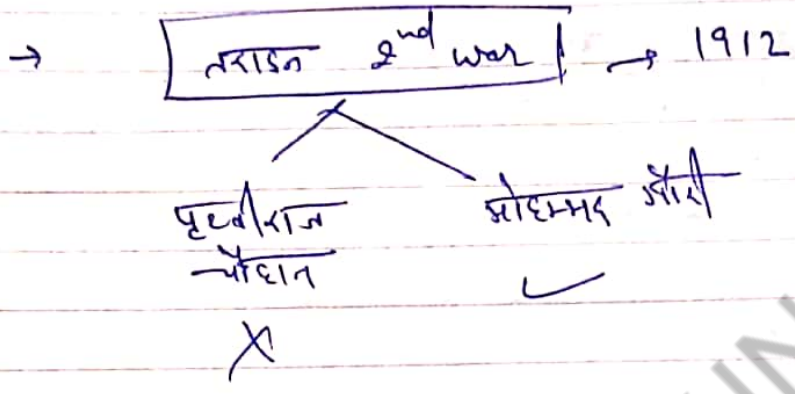 → तराइन 2nd war → 1912
पृथ्वीराज मोहम्मद गौरी
चौहान ✓
X